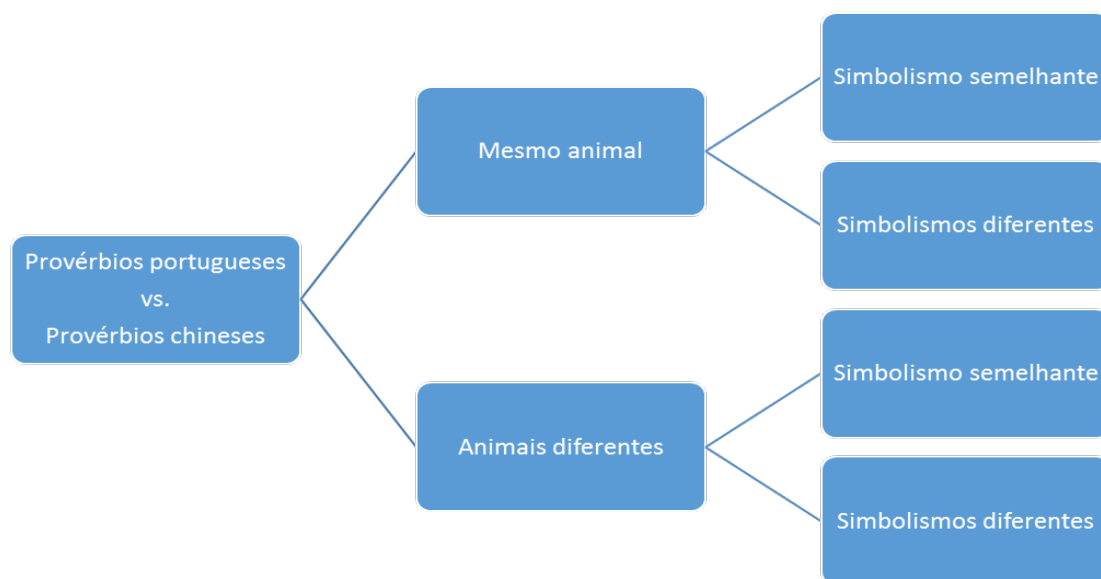 Provérbios portugueses
vs.
Provérbios chineses
Mesmo animal
Simbolismo semelhante
Simbolismos diferentes
Animais diferentes
Simbolismo semelhante
Simbolismos diferentes